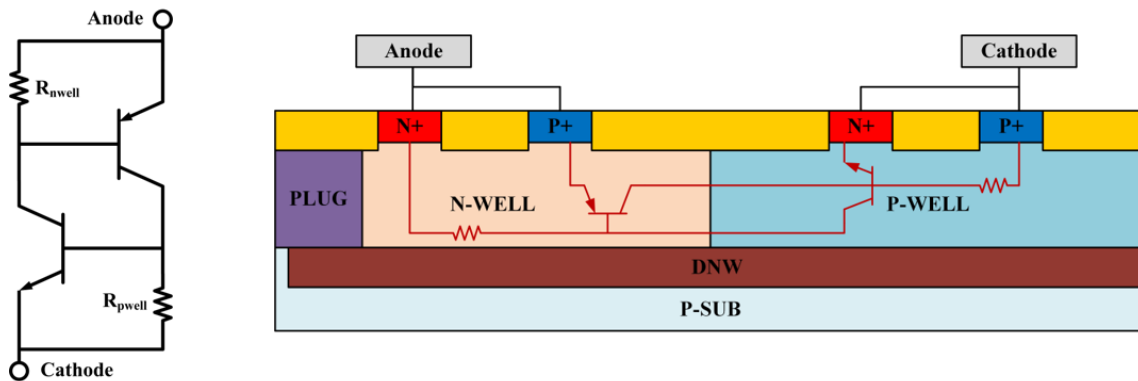 Anode
Rnwell
Rpwell
Cathode
Anode
Cathode
N+
P+
N+
P+
PLUG
N-WELL
P-WELL
DNW
P-SUB